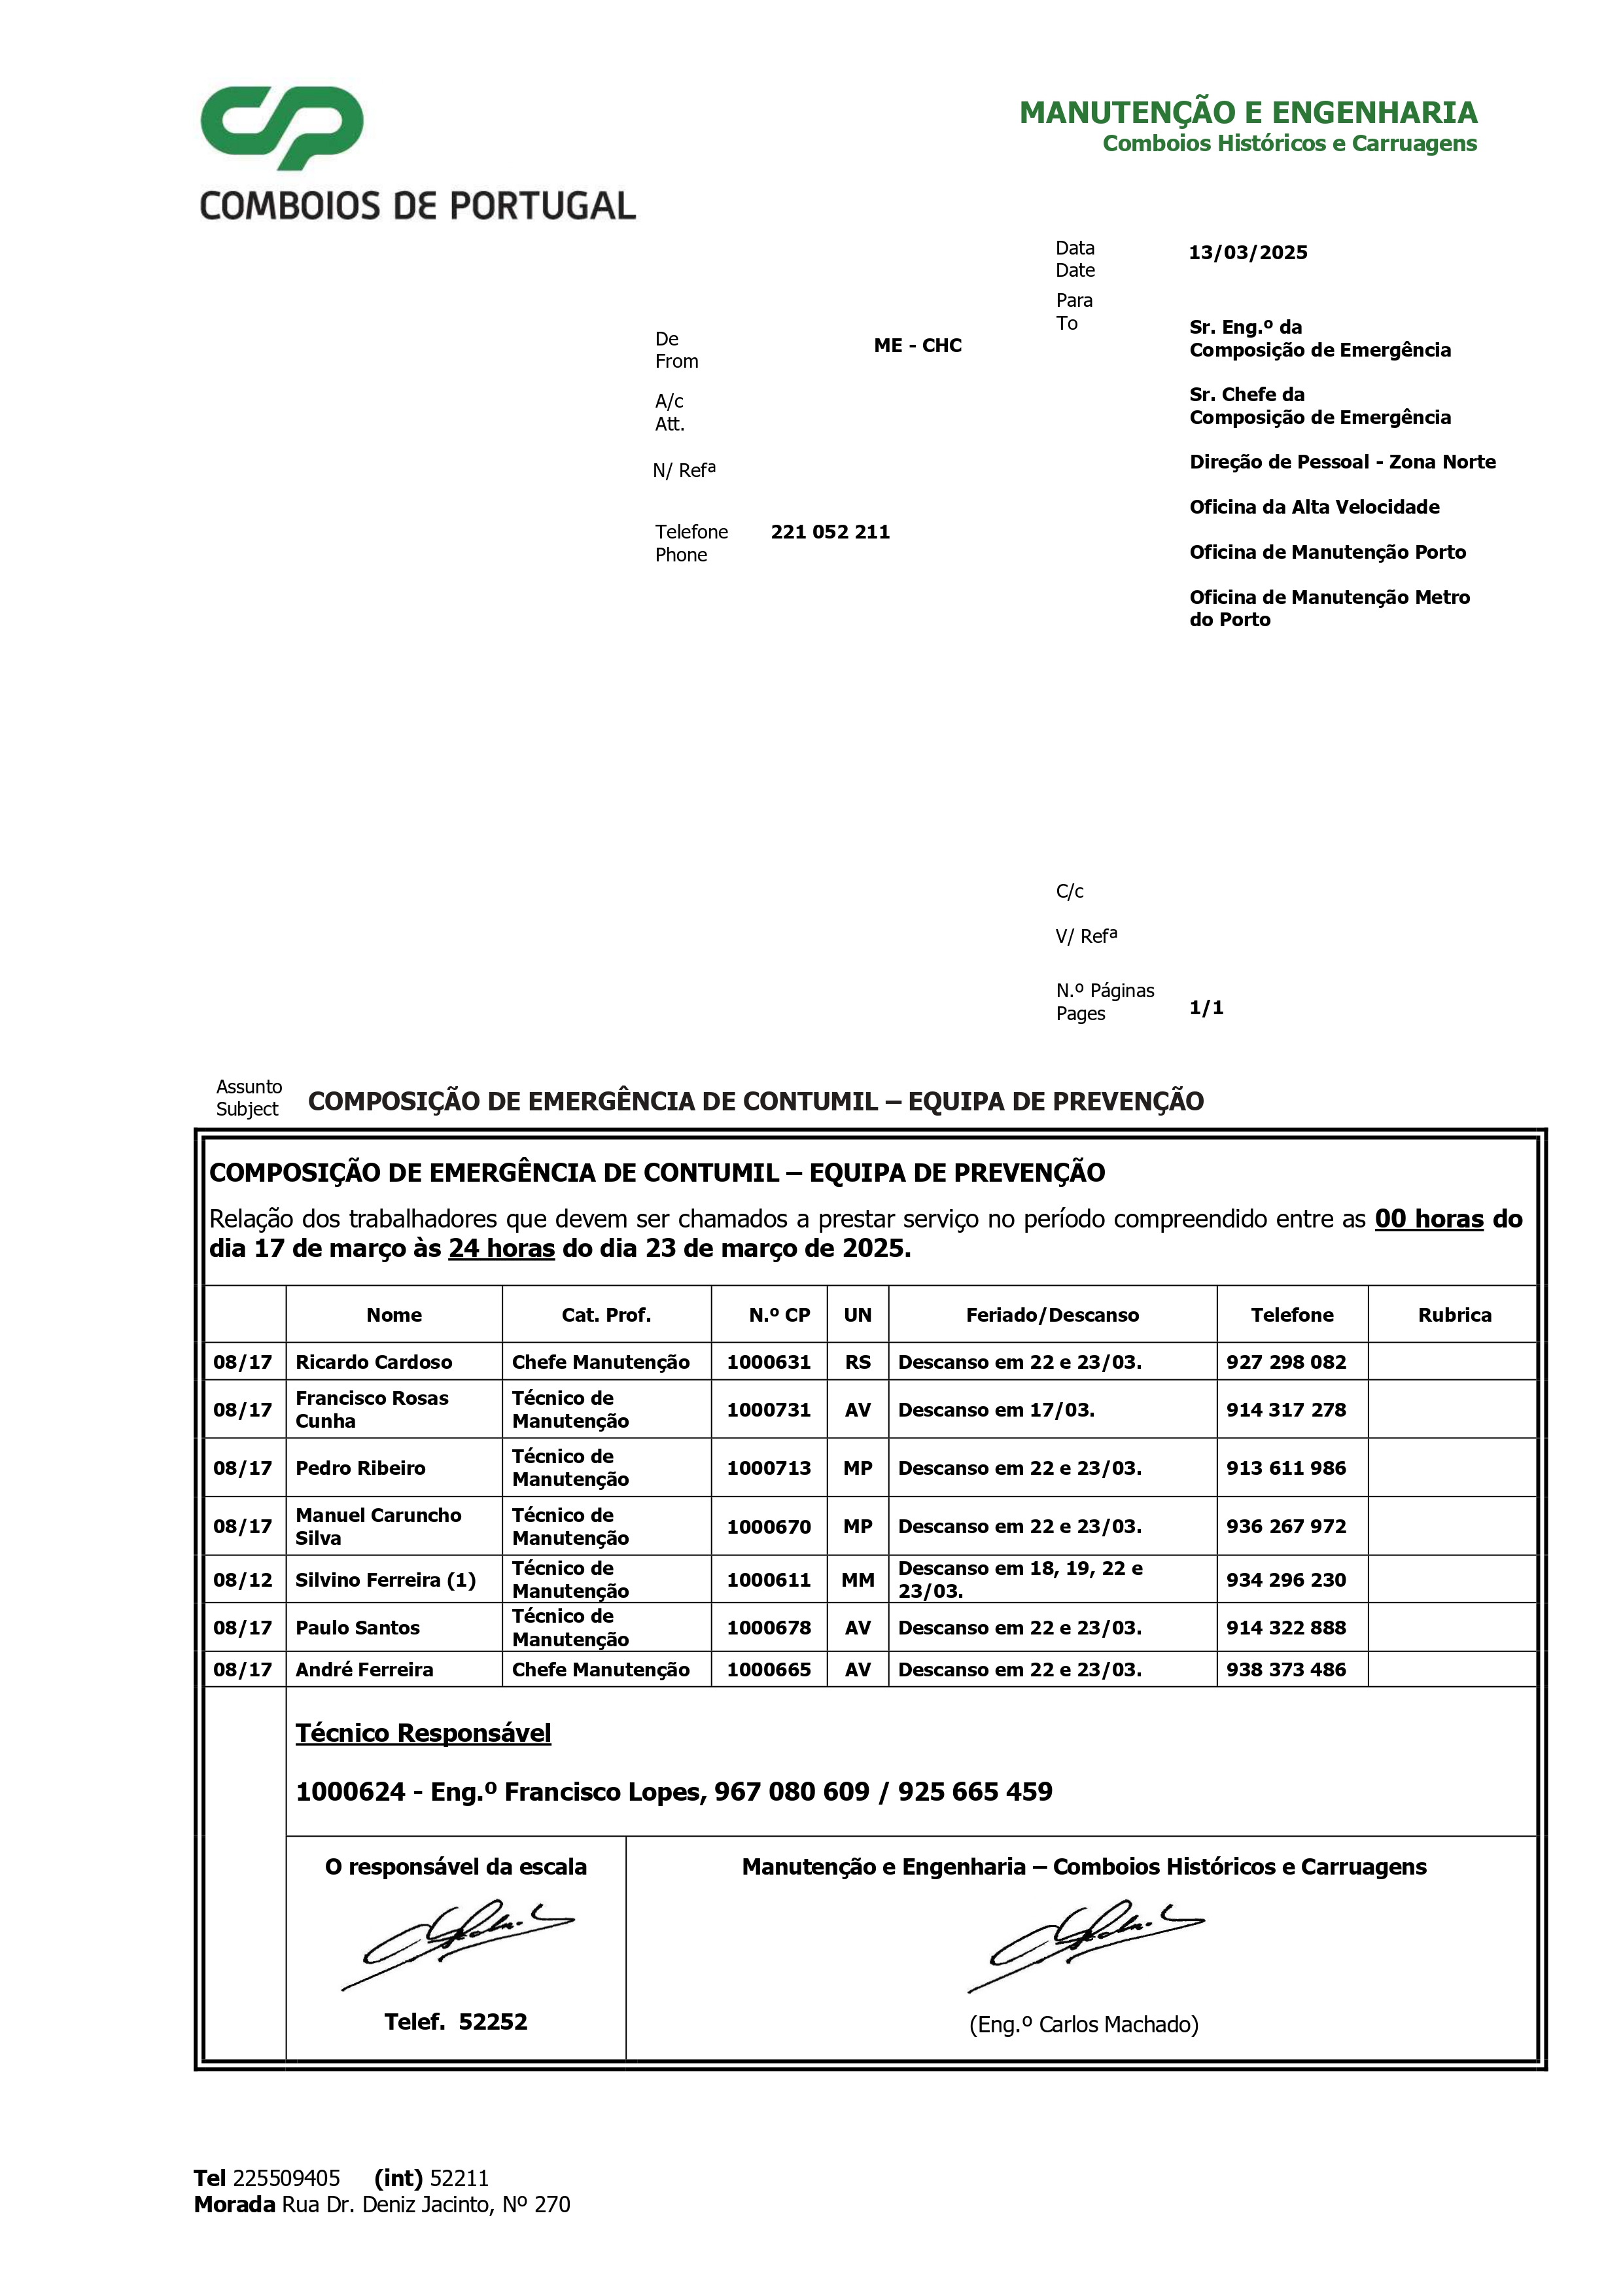 CP
COMBOIOS DE PORTUGAL
MANUTENÇÃO E ENGENHARIA
Comboios Históricos e Carruagens
Data
Date
13/03/2025
De
From
ME - CHC
A/c
Att.
N/ Refª
Telefone
Phone
221 052 211
Para
To
Sr. Eng.º da
Composição de Emergência
Sr. Chefe da
Composição de Emergência
Direção de Pessoal - Zona Norte
Oficina da Alta Velocidade
Oficina de Manutenção Porto
Oficina de Manutenção Metro
do Porto
C/c
V/ Refª
N.º Páginas
Pages
1/1
Assunto
Subject
COMPOSIÇÃO DE EMERGÊNCIA DE CONTUMIL – EQUIPA DE PREVENÇÃO
COMPOSIÇÃO DE EMERGÊNCIA DE CONTUMIL – EQUIPA DE PREVENÇÃO
Relação dos trabalhadores que devem ser chamados a prestar serviço no período compreendido entre as 00 horas do
dia 17 de março às 24 horas do dia 23 de março de 2025.
Nome Cat. Prof. N.º CP UN Feriado/Descanso Telefone Rubrica
08/17 Ricardo Cardoso Chefe Manutenção 1000631 RS Descanso em 22 e 23/03. 927 298 082
08/17 Francisco Rosas Cunha Técnico de Manutenção 1000731 AV Descanso em 17/03. 914 317 278
08/17 Pedro Ribeiro Técnico de Manutenção 1000713 MP Descanso em 22 e 23/03. 913 611 986
08/17 Manuel Caruncho Silva Técnico de Manutenção 1000670 MP Descanso em 22 e 23/03. 936 267 972
08/12 Silvino Ferreira (1) Técnico de Manutenção 1000611 MM Descanso em 18, 19, 22 e 23/03. 934 296 230
08/17 Paulo Santos Técnico de Manutenção 1000678 AV Descanso em 22 e 23/03. 914 322 888
08/17 André Ferreira Chefe Manutenção 1000665 AV Descanso em 22 e 23/03. 938 373 486
Técnico Responsável
1000624 - Eng.º Francisco Lopes, 967 080 609 / 925 665 459
O responsável da escala
Telef. 52252
Manutenção e Engenharia – Comboios Históricos e Carruagens
(Eng.º Carlos Machado)
Tel 225509405 (int) 52211
Morada Rua Dr. Deniz Jacinto, Nº 270